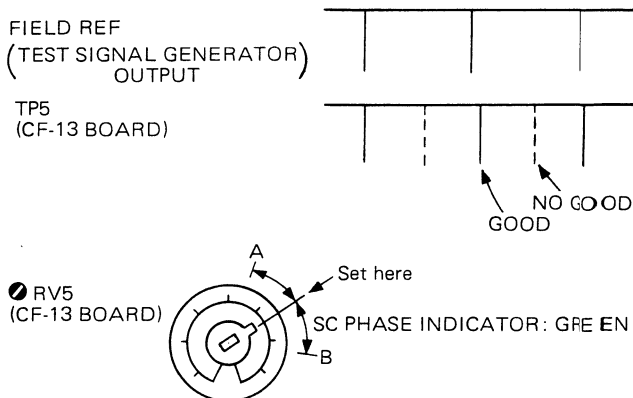 FIELD REF
(TEST SIGNAL GENERATOR)
OUTPUT
TP5
(CF-13 BOARD)
NO GOOD
GOOD
A
Set here
RV5
(CF-13 BOARD)
SC PHASE INDICATOR: GREEN
B